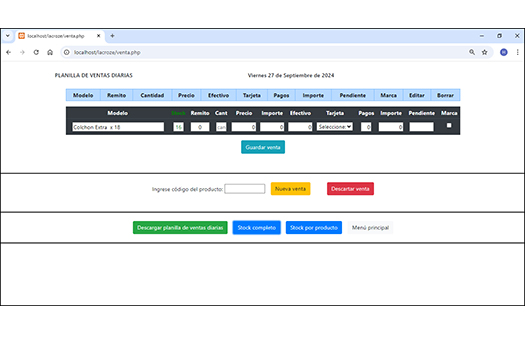 localhost/lacroze/venta.php
localhost/lacroze/venta.php
PLANILLA DE VENTAS DIARIAS Viernes 27 de Septiembre de 2024
Modelo Remito Cantidad Precio Efectivo Tarjeta Pagos Importe Pendiente Marca Editar Borrar
Modelo Remito Cant Precio Importe Efectivo Tarjeta Pagos Importe Pendiente Marca
Colchon Extra x 18 16 0 can 0 0 0 Seleccione 0 0
Guardar venta
Ingrese código del producto: Nueva venta Descartar venta
Descargar planilla de ventas diarias Stock completo Stock por producto Menú principal